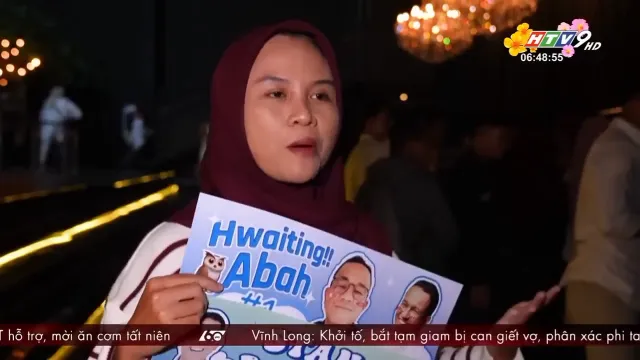 HTV9 HD
06:48:55
Hwaiting!!
Abah
#1
T hỗ trợ, mời ăn cơm tất niên
60
Vĩnh Long: Khởi tố, bắt tạm giam bị can giết vợ, phân xác phi ta